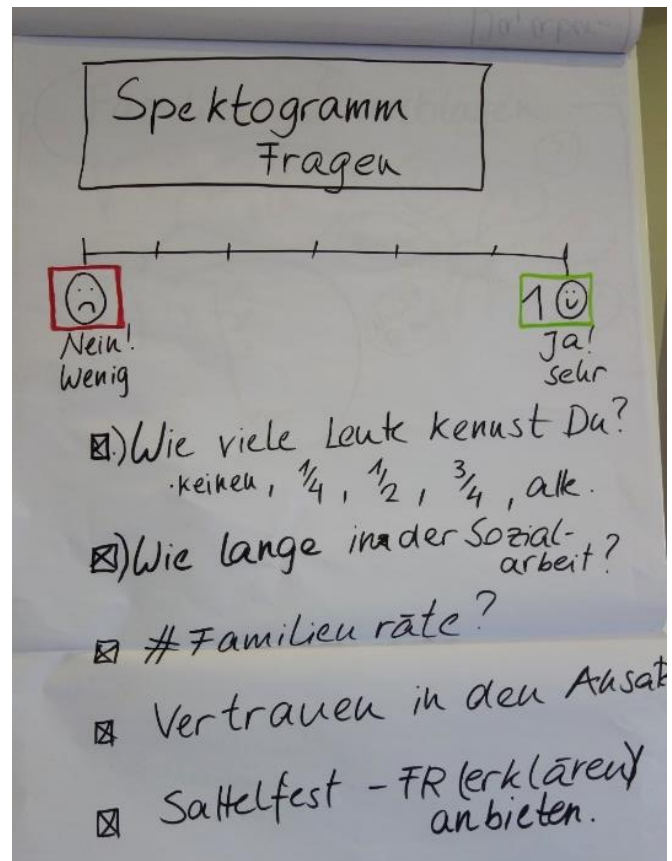 Spektogramm
Fragen
1
Nein!
Wenig
Ja!
sehr
.) Wie viele Leute kennst Du?
·keinen, 1/4, 1/2, 3/4, alle.
) Wie lange in der Sozial-
arbeit?
# Familienräte?
Vertrauen in den Ansat
Sattelfest - FR (erklären)
anbieten.